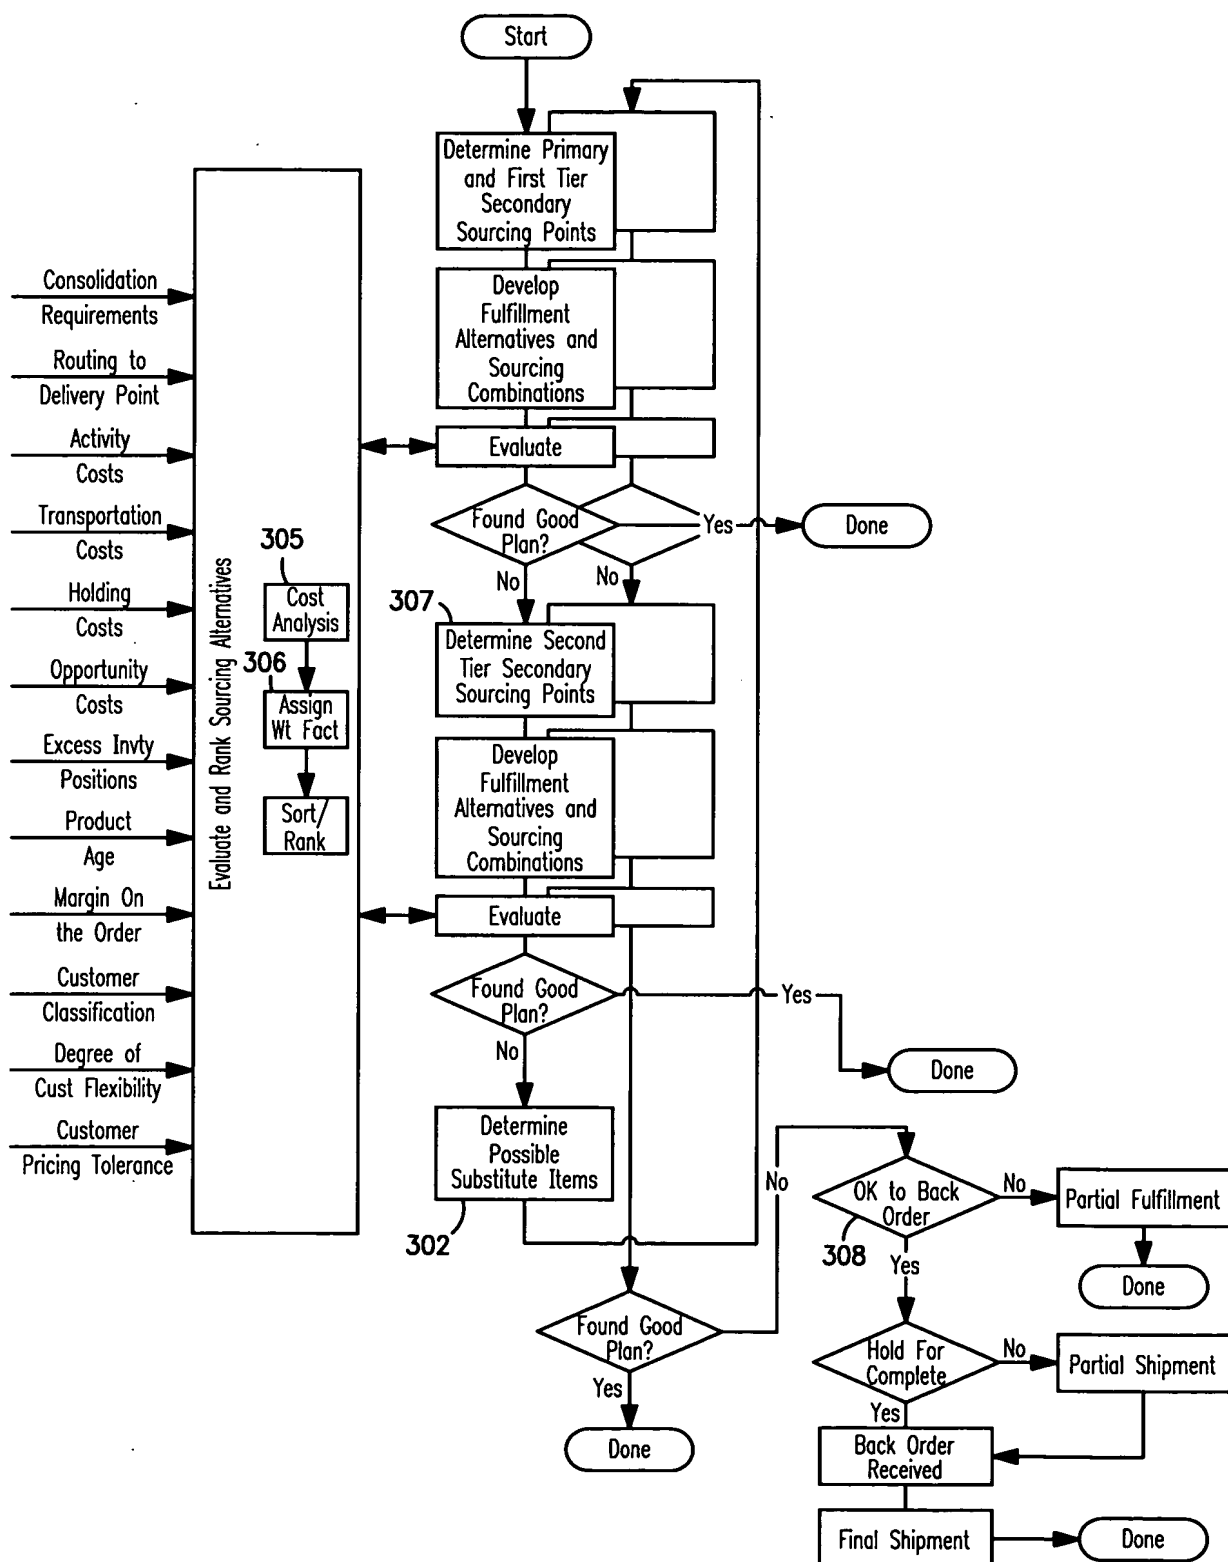 Start
Determine Primary
and First Tier
Secondary
Sourcing Points
Develop
Fulfillment
Alternatives and
Sourcing
Combinations
Evaluate
Found Good
Plan?
Yes
Done
No
No
307
Determine Second
Tier Secondary
Sourcing Points
Develop
Fulfillment
Alternatives and
Sourcing
Combinations
Evaluate
Found Good
Plan?
Yes
Done
No
Determine
Possible
Substitute Items
302
Found Good
Plan?
Yes
Done
No
OK to Back
Order
308
No
Partial Fulfillment
Done
Yes
Hold For
Complete
No
Partial Shipment
Yes
Back Order
Received
Final Shipment
Done
Consolidation
Requirements
Routing to
Delivery Point
Activity
Costs
Transportation
Costs
Holding
Costs
Opportunity
Costs
Excess Invty
Positions
Product
Age
Margin On
the Order
Customer
Classification
Degree of
Cust Flexibility
Customer
Pricing Tolerance
Evaluate and Rank Sourcing Alternatives
305
Cost
Analysis
306
Assign
Wt Fact
Sort/
Rank